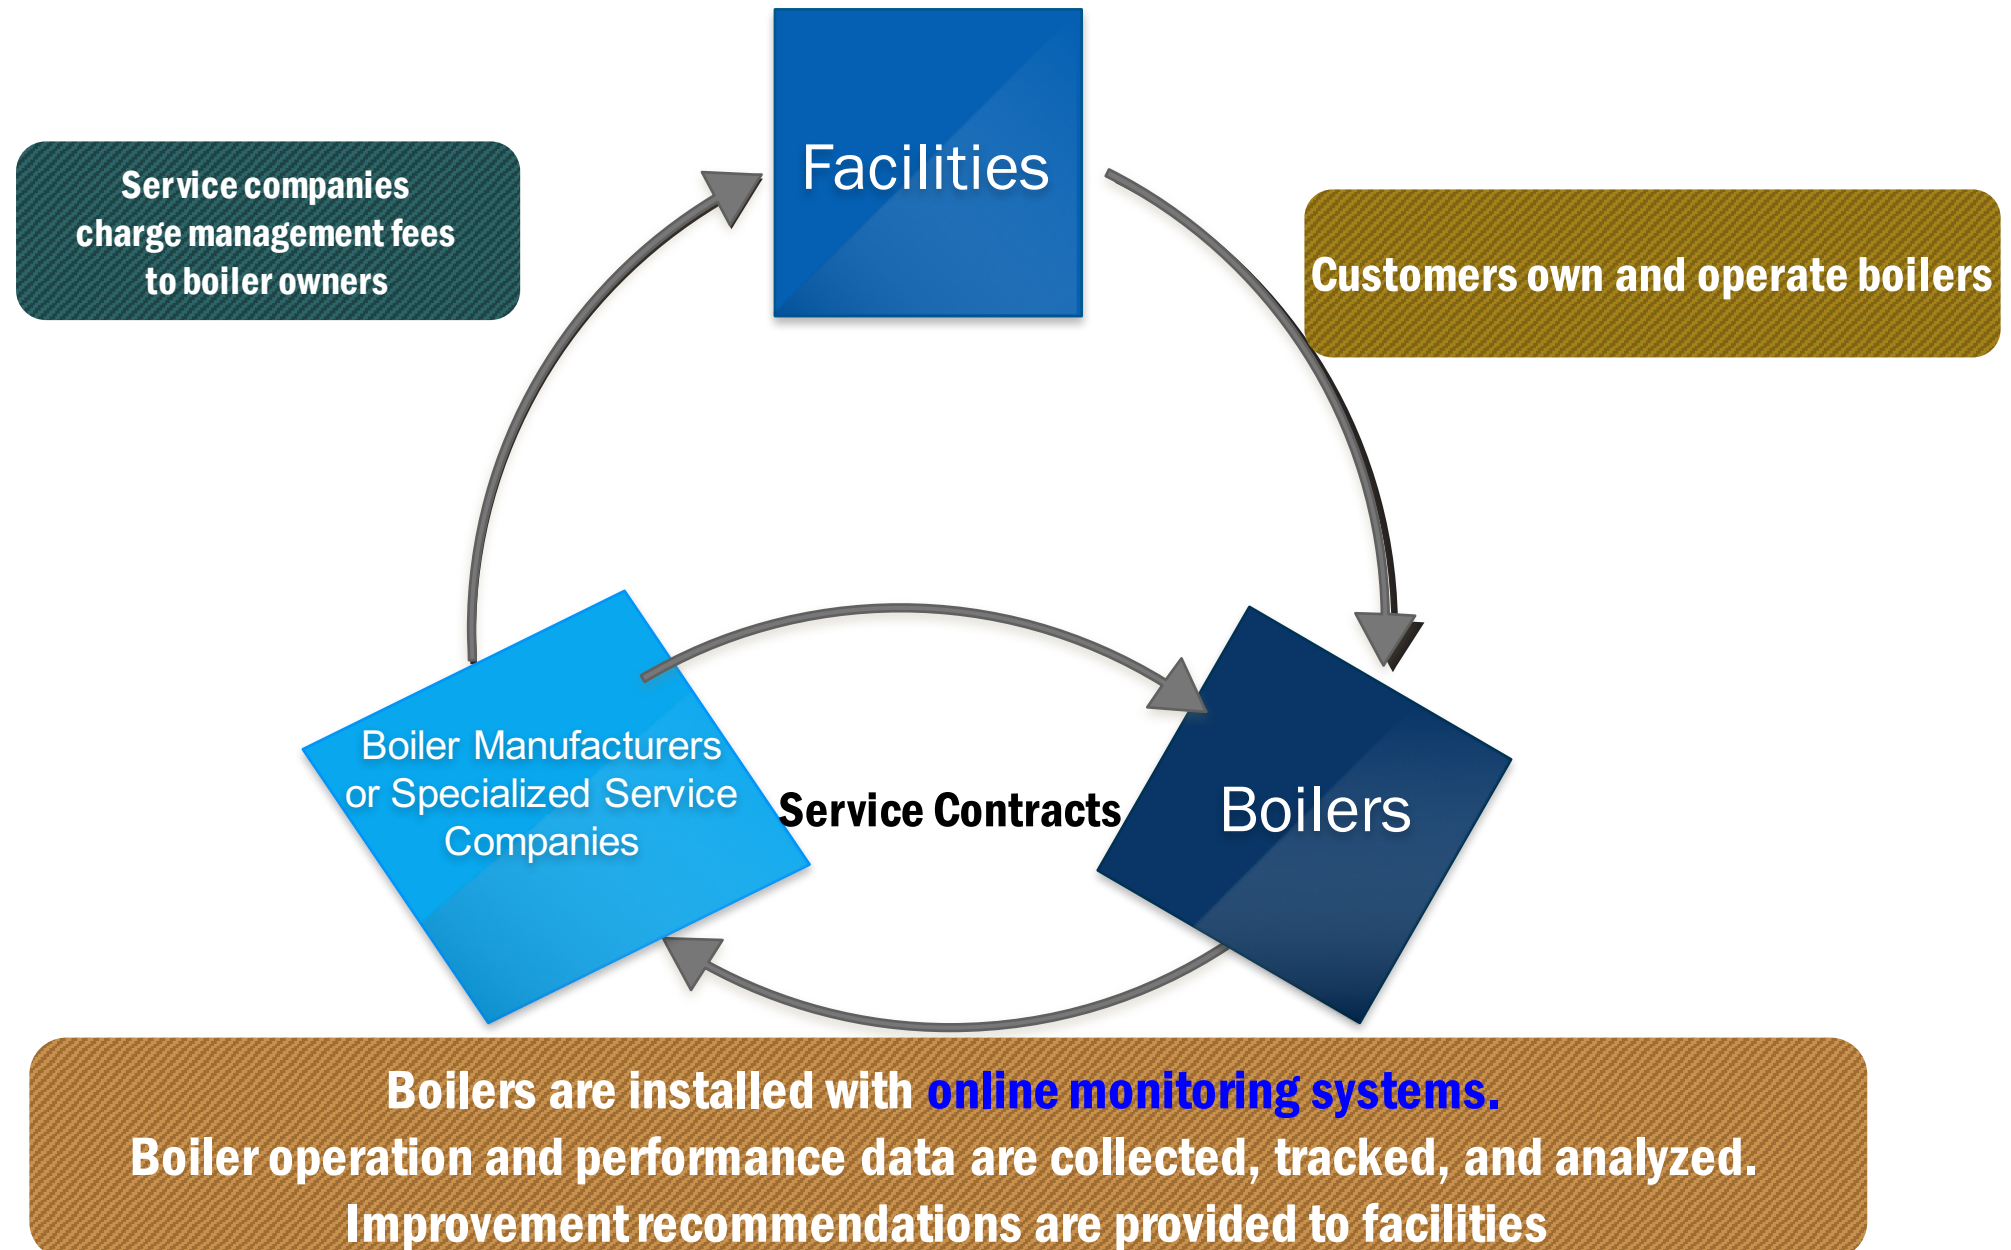 Facilities
Service companies
charge management fees
to boiler owners
Customers own and operate boilers
Boiler Manufacturers
or Specialized Service
Companies
Service Contracts
Boilers
Boilers are installed with online monitoring systems.
Boiler operation and performance data are collected, tracked, and analyzed.
Improvement recommendations are provided to facilities